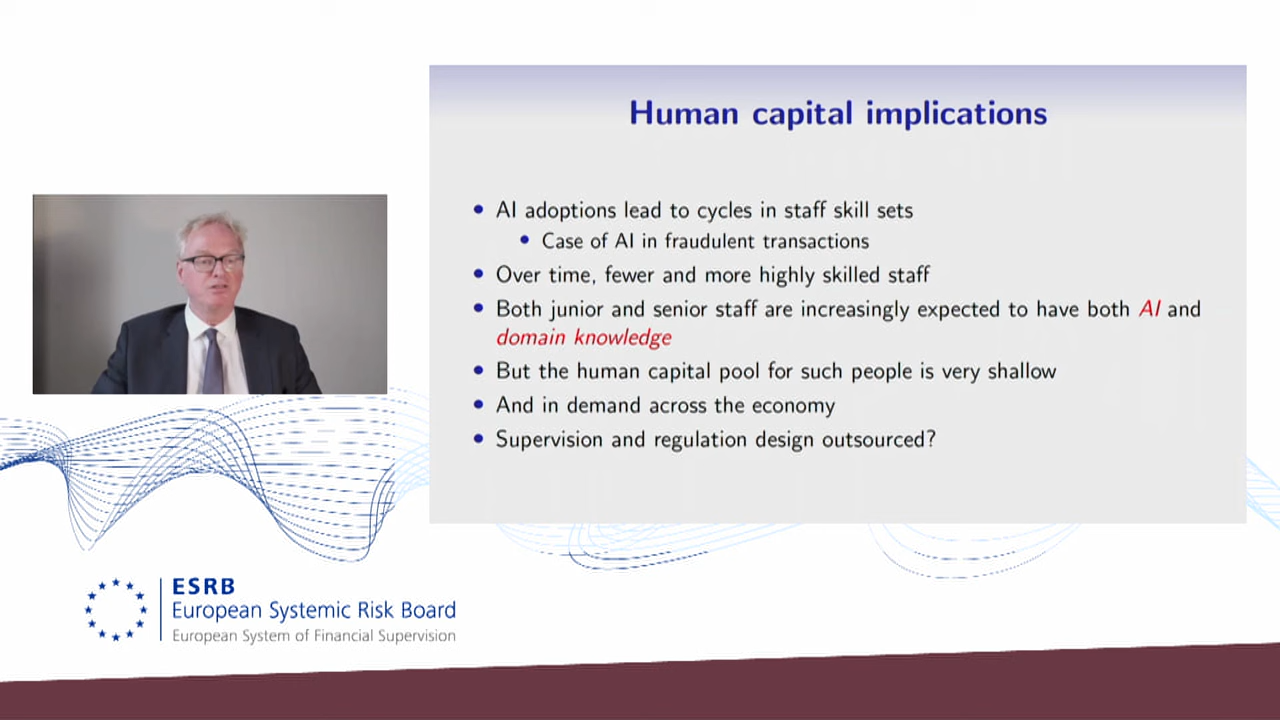 Human capital implications
AI adoptions lead to cycles in staff skill sets
Case of AI in fraudulent transactions
Over time, fewer and more highly skilled staff
Both junior and senior staff are increasingly expected to have both AI and
domain knowledge
But the human capital pool for such people is very shallow
And in demand across the economy
Supervision and regulation design outsourced?
ESRB
European Systemic Risk Board
European System of Financial Supervision